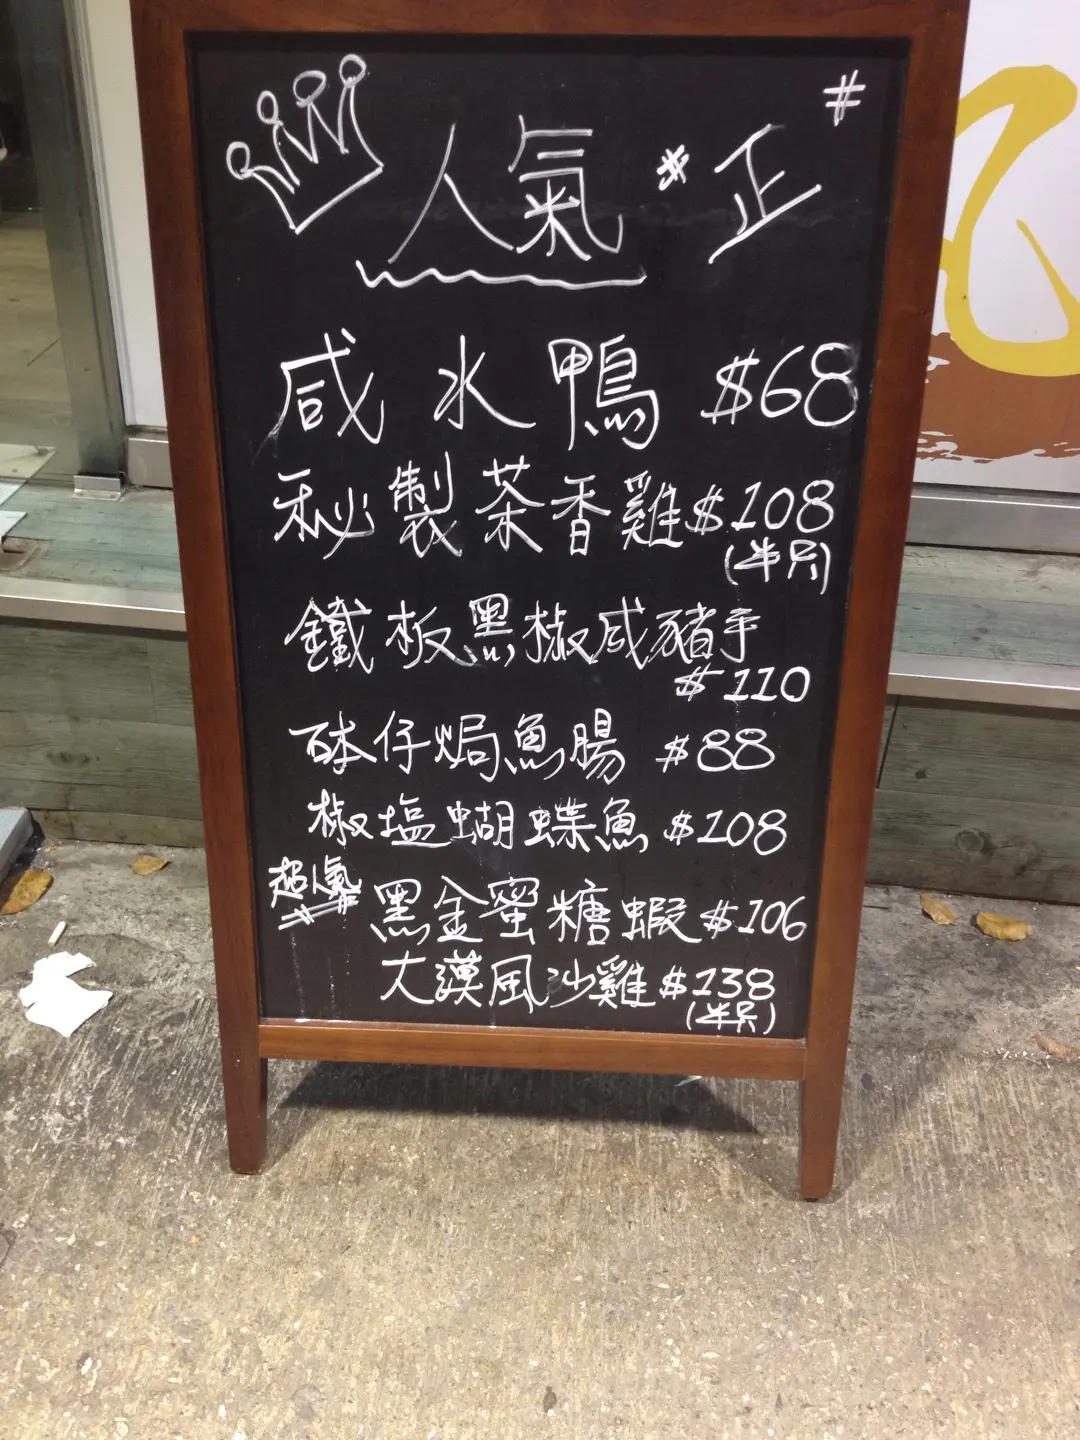 人氣 # 正 #
咸水鴨 $68
秘製茶香雞 $108
(半只)
鐵板黑椒咸豬手
$110
砵仔焗魚腸 $88
椒塩蝴蝶魚 $108
超人氣 黑金蜜糖蝦 $106
大漠風沙雞 $138
(半只)